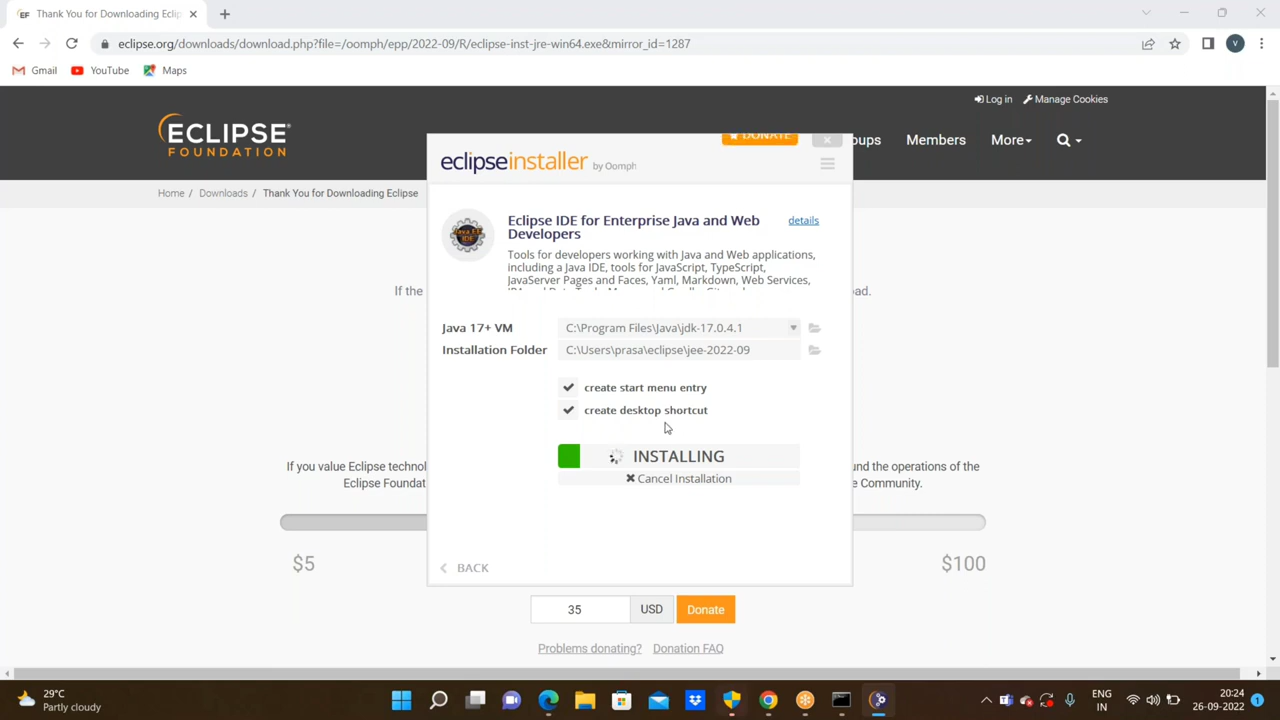 EF Thank You for Downloading Ecli
eclipse.org/downloads/download.php?file=/oomph/epp/2022-09/R/eclipse-inst-jre-win64.exe&mirror_id=1287
V
Gmail YouTube Maps
Log in Manage Cookies
ECLIPSE
FOUNDATION
DONATE
oups Members More
eclipseinstaller by Oomph
Home / Downloads / Thank You for Downloading Eclipse
Eclipse IDE for Enterprise Java and Web
Developers
details
Java EE
IDE
Tools for developers working with Java and Web applications,
including a Java IDE, tools for JavaScript, TypeScript,
JavaServer Pages and Faces, Yaml, Markdown, Web Services,
If the
oad.
Java 17+ VM C:\Program Files\Java\jdk-17.0.4.1
Installation Folder C:\Users\prasa\eclipse\jee-2022-09
create start menu entry
create desktop shortcut
INSTALLING
Cancel Installation
If you value Eclipse technol
und the operations of the
Eclipse Foundat
e Community.
$5
$100
BACK
35 USD Donate
Problems donating? Donation FAQ
29°C
Partly cloudy
ENG
IN
20:24
26-09-2022
1